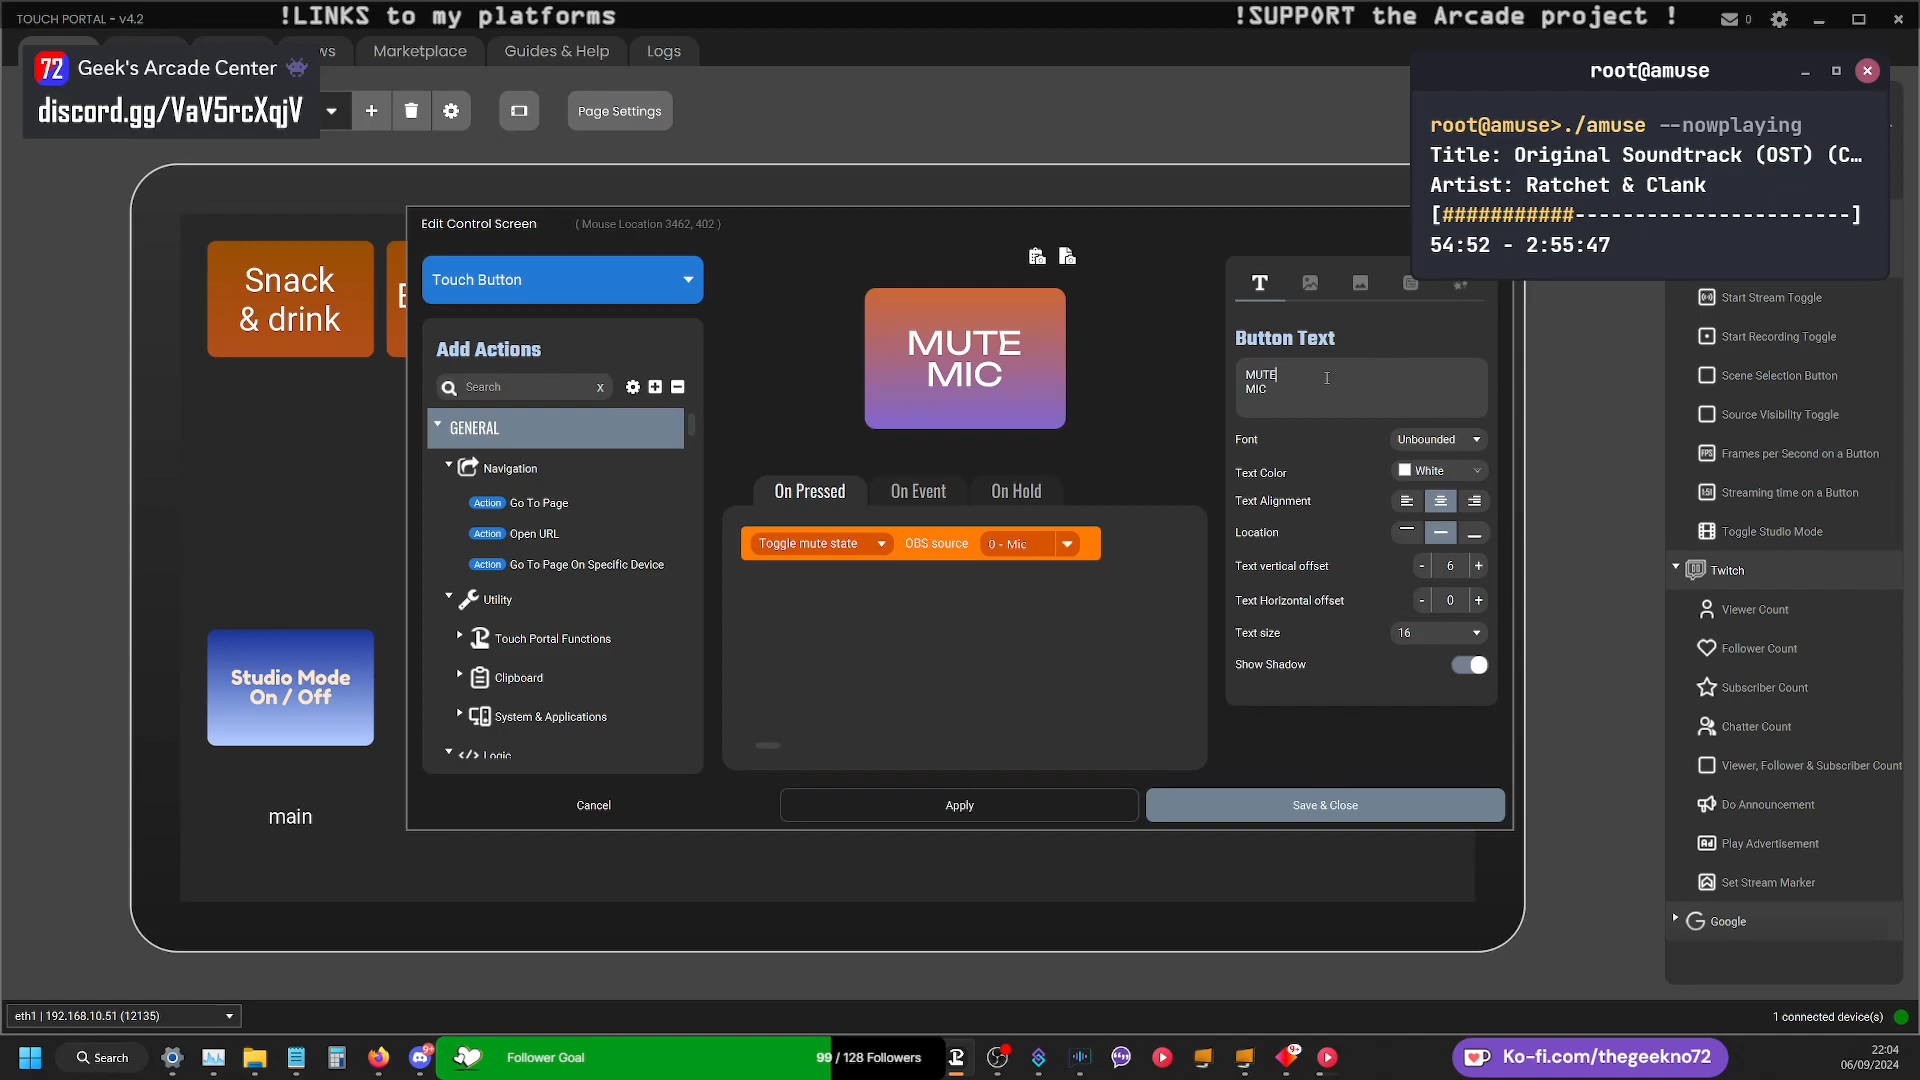 TOUCH PORTAL - v4.2
!LINKS to my platforms
!SUPPORT the Arcade project !
0
ws
Marketplace
Guides & Help
Logs
72 Geek's Arcade Center
discord.gg/VaV5rcXqjV
Page Settings
root@amuse
root@amuse>./amuse --nowplaying
Title: Original Soundtrack (OST) (C…
Artist: Ratchet & Clank
[###########-----------------------]
54:52 - 2:55:47
Snack
& drink
Studio Mode
On / Off
main
Edit Control Screen
( Mouse Location 3462, 402 )
Touch Button
Add Actions
Search
x
GENERAL
Navigation
Action Go To Page
Action Open URL
Action Go To Page On Specific Device
Utility
Touch Portal Functions
Clipboard
System & Applications
Logic
MUTE
MIC
On Pressed
On Event
On Hold
Toggle mute state
OBS source
0 - Mic
Button Text
MUTE
MIC
Font
Unbounded
Text Color
White
Text Alignment
Location
Text vertical offset
- 6 +
Text Horizontal offset
- 0 +
Text size
16
Show Shadow
Cancel
Apply
Save & Close
Start Stream Toggle
Start Recording Toggle
Scene Selection Button
Source Visibility Toggle
FPS Frames per Second on a Button
Streaming time on a Button
Toggle Studio Mode
Twitch
Viewer Count
Follower Count
Subscriber Count
Chatter Count
Viewer, Follower & Subscriber Count
Do Announcement
Ad Play Advertisement
Set Stream Marker
Google
eth1 | 192.168.10.51 (12135)
1 connected device(s)
Search
Follower Goal
99 / 128 Followers
Ko-fi.com/thegeekno72
22:04
06/09/2024